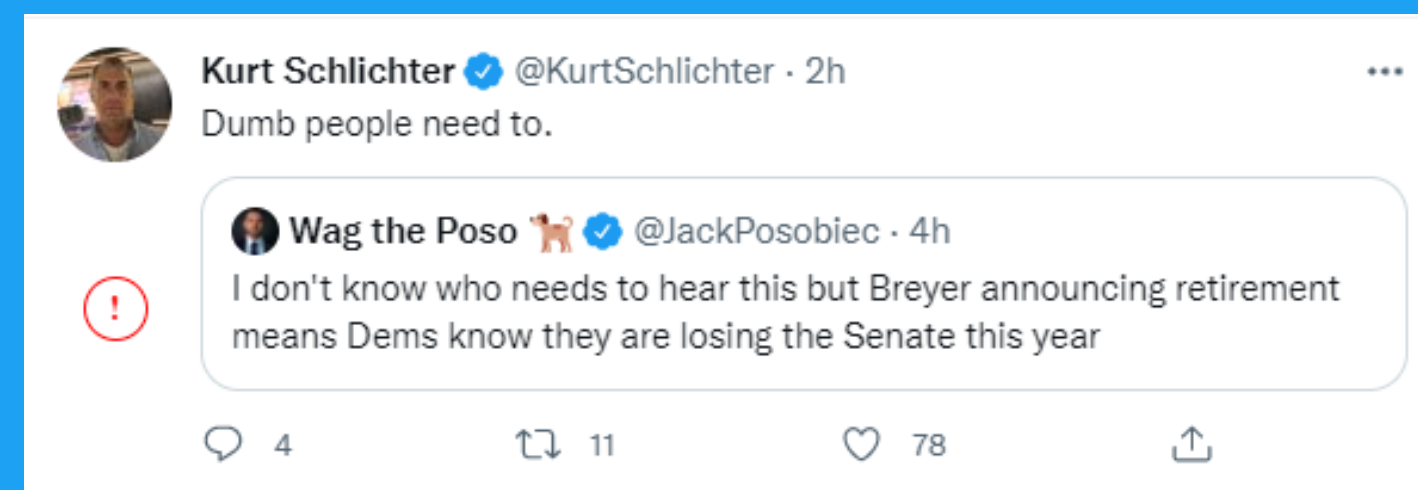 Kurt Schlichter @KurtSchlichter · 2h
Dumb people need to.
Wag the Poso 🐕 @JackPosobiec · 4h
I don't know who needs to hear this but Breyer announcing retirement
means Dems know they are losing the Senate this year
!
4 11 78